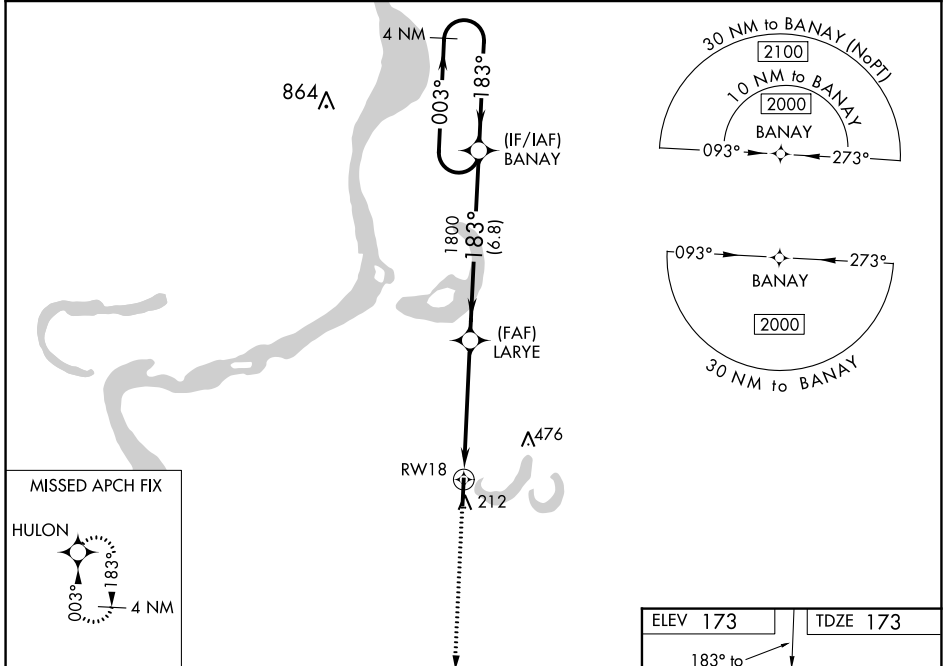 4 NM
003°
183°
864
(IF/IAF)
BANAY
1800
183°
(6.8)
(FAF)
LARYE
476
RW18
212
30 NM to BANAY (NoPT)
2100
10 NM to BANAY
2000
BANAY
093°
273°
093°
273°
BANAY
2000
30 NM to BANAY
MISSED APCH FIX
HULON
003°
183°
4 NM
ELEV 173
TDZE 173
183° to